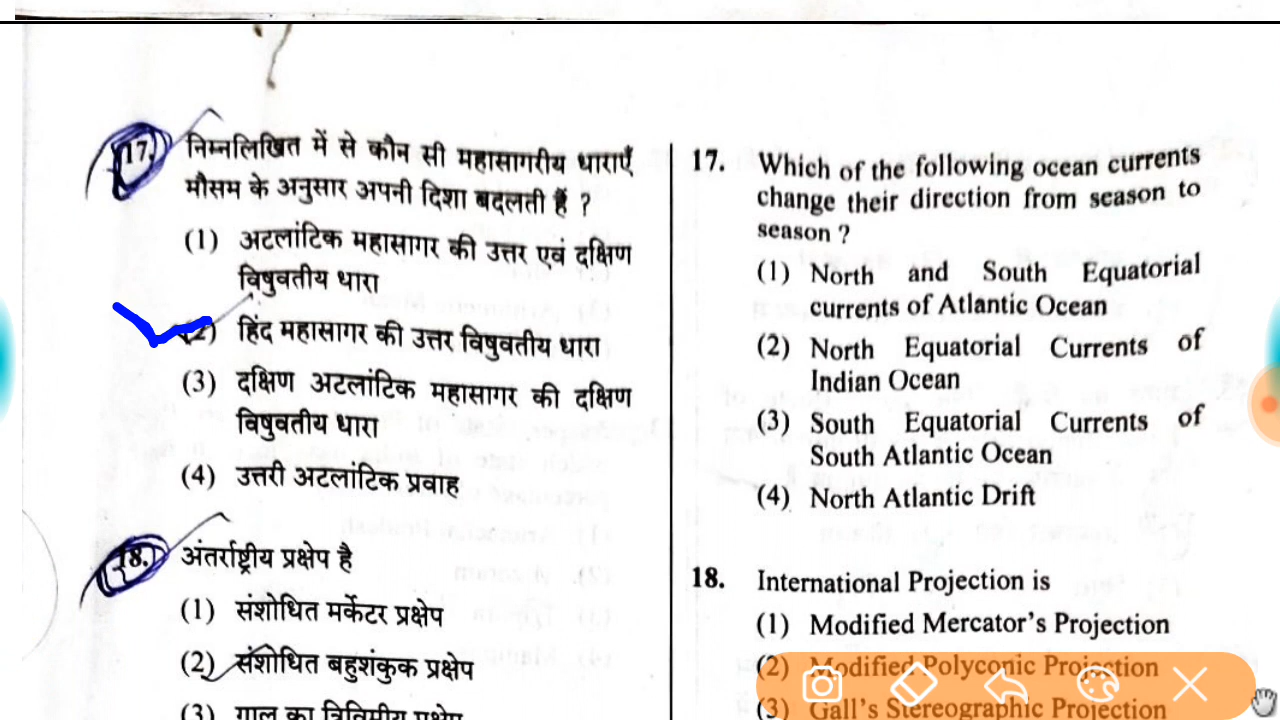 17. निम्नलिखित में से कौन सी महासागरीय धाराएँ
मौसम के अनुसार अपनी दिशा बदलती हैं ?
(1) अटलांटिक महासागर की उत्तर एवं दक्षिण
विषुवतीय धारा
(2) हिंद महासागर की उत्तर विषुवतीय धारा
(3) दक्षिण अटलांटिक महासागर की दक्षिण
विषुवतीय धारा
(4) उत्तरी अटलांटिक प्रवाह
18. अंतर्राष्ट्रीय प्रक्षेप है
(1) संशोधित मर्केटर प्रक्षेप
(2) संशोधित बहुशंकुक प्रक्षेप
(3) गाल का त्रिविमीय प्रक्षेप
17. Which of the following ocean currents
change their direction from season to
season ?
(1) North and South Equatorial
currents of Atlantic Ocean
(2) North Equatorial Currents of
Indian Ocean
(3) South Equatorial Currents of
South Atlantic Ocean
(4) North Atlantic Drift
18. International Projection is
(1) Modified Mercator's Projection
(2) Modified Polyconic Projection
(3) Gall's Stereographic Projection